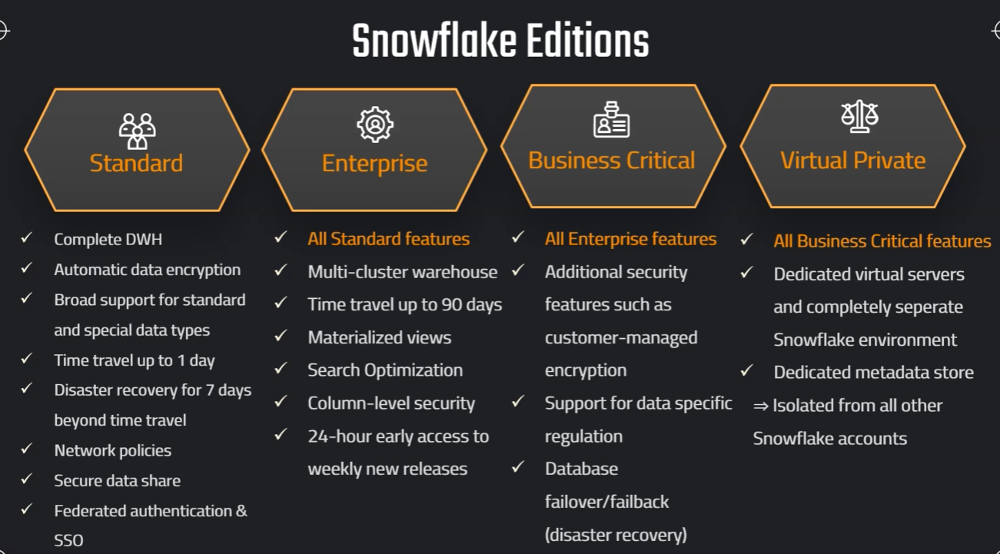 Snowflake Editions
Standard
Complete DWH
Automatic data encryption
Broad support for standard
and special data types
Time travel up to 1 day
Disaster recovery for 7 days
beyond time travel
Network policies
Secure data share
Federated authentication &
SSO
Enterprise
All Standard features
Multi-cluster warehouse
Time travel up to 90 days
Materialized views
Search Optimization
Column-level security
24-hour early access to
weekly new releases
Business Critical
All Enterprise features
Additional security
features such as
customer-managed
encryption
Support for data specific
regulation
Database
failover/failback
(disaster recovery)
Virtual Private
All Business Critical features
Dedicated virtual servers
and completely seperate
Snowflake environment
Dedicated metadata store
⇒ Isolated from all other
Snowflake accounts